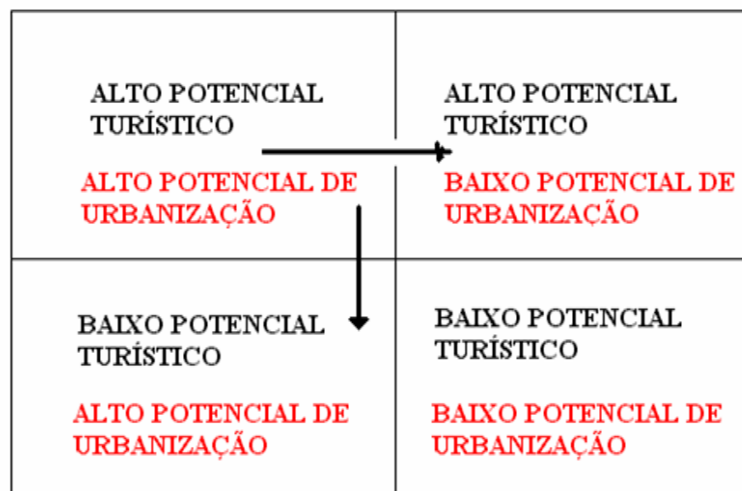 ALTO POTENCIAL
TURÍSTICO
ALTO POTENCIAL DE
URBANIZAÇÃO
ALTO POTENCIAL
TURÍSTICO
BAIXO POTENCIAL DE
URBANIZAÇÃO
BAIXO POTENCIAL
TURÍSTICO
ALTO POTENCIAL DE
URBANIZAÇÃO
BAIXO POTENCIAL
TURÍSTICO
BAIXO POTENCIAL DE
URBANIZAÇÃO